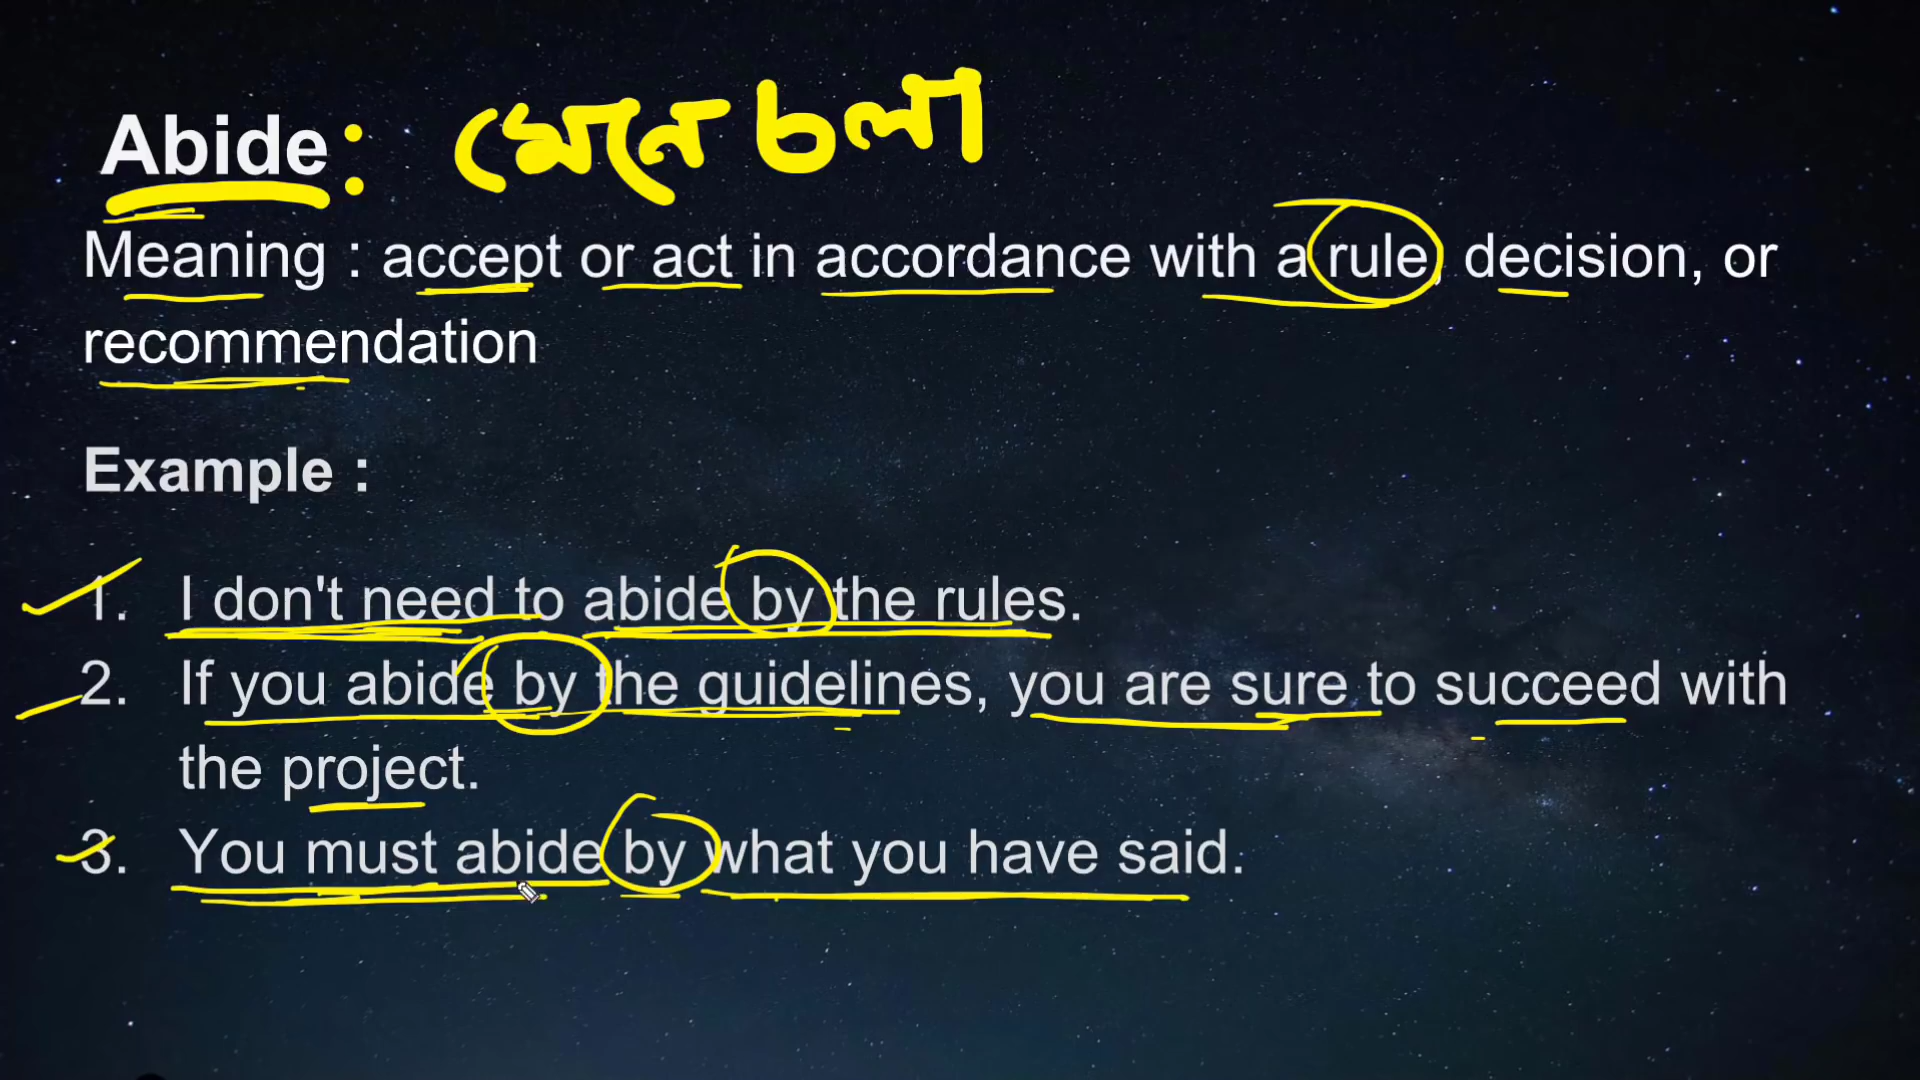 Abide : মেনে চলা
Meaning : accept or act in accordance with a rule, decision, or
recommendation
Example :
1. I don't need to abide by the rules.
2. If you abide by the guidelines, you are sure to succeed with
the project.
3. You must abide by what you have said.